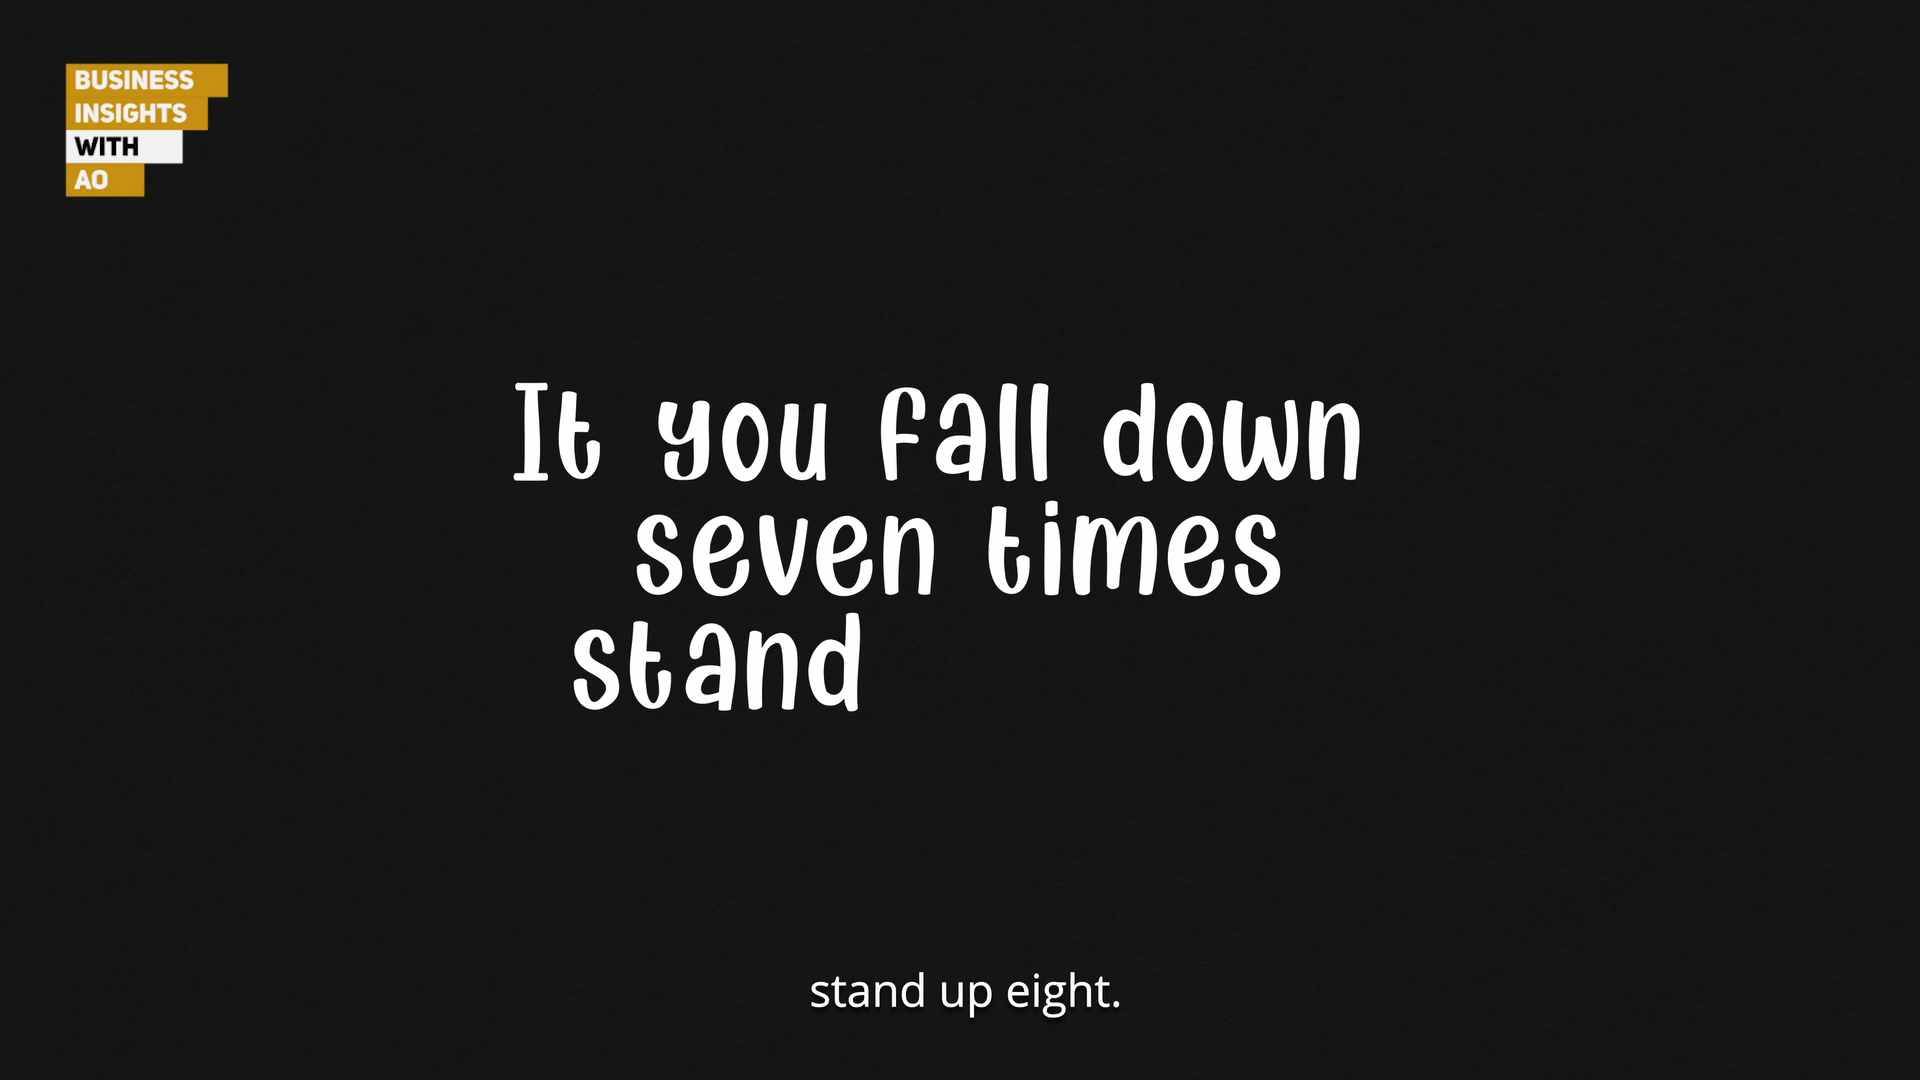 BUSINESS
INSIGHTS
WITH
AO
It you fall down
seven times
stand
stand up eight.